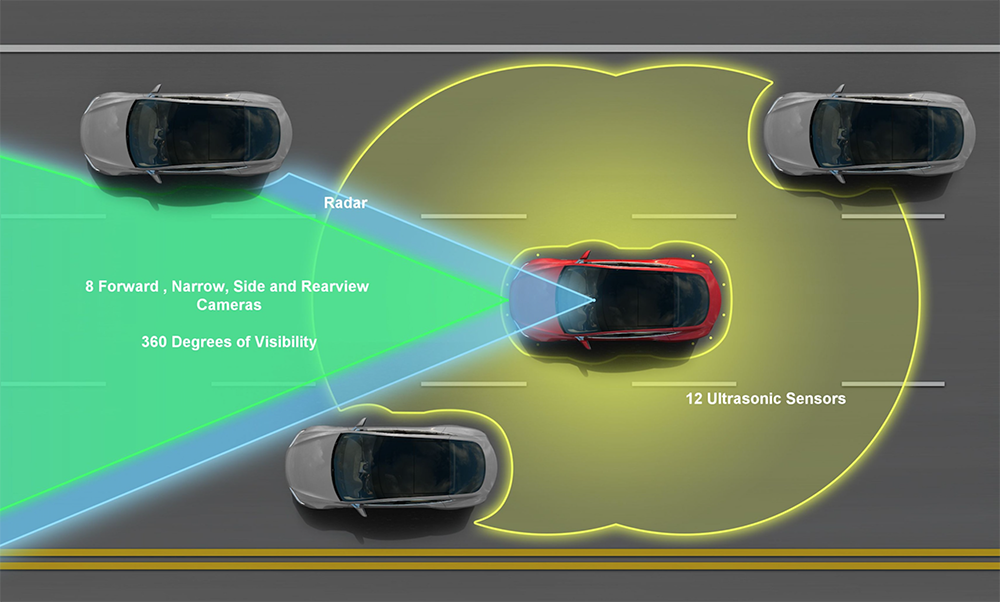 Radar
8 Forward , Narrow, Side and Rearview
Cameras
360 Degrees of Visibility
12 Ultrasonic Sensors